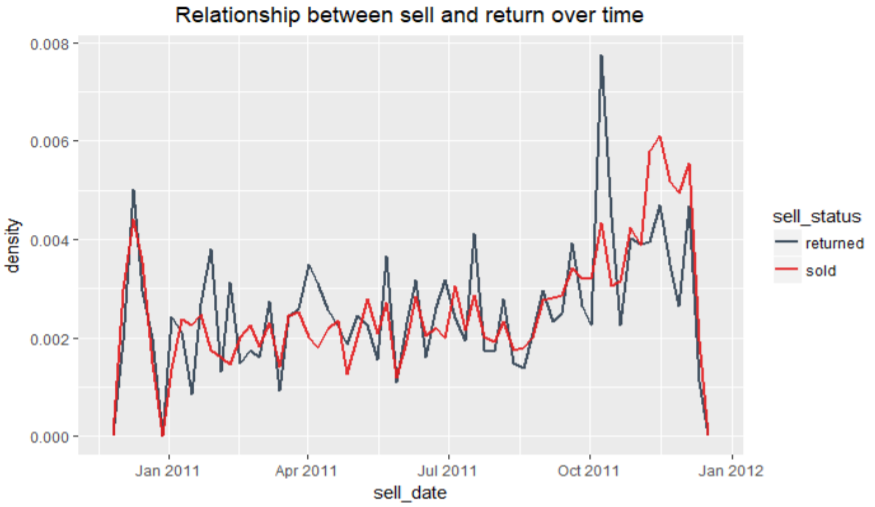 Relationship between sell and return over time
0.008
0.006
0.004
0.002
0.000
density
Jan 2011
Apr 2011
Jul 2011
Oct 2011
Jan 2012
sell_date
sell_status
returned
sold